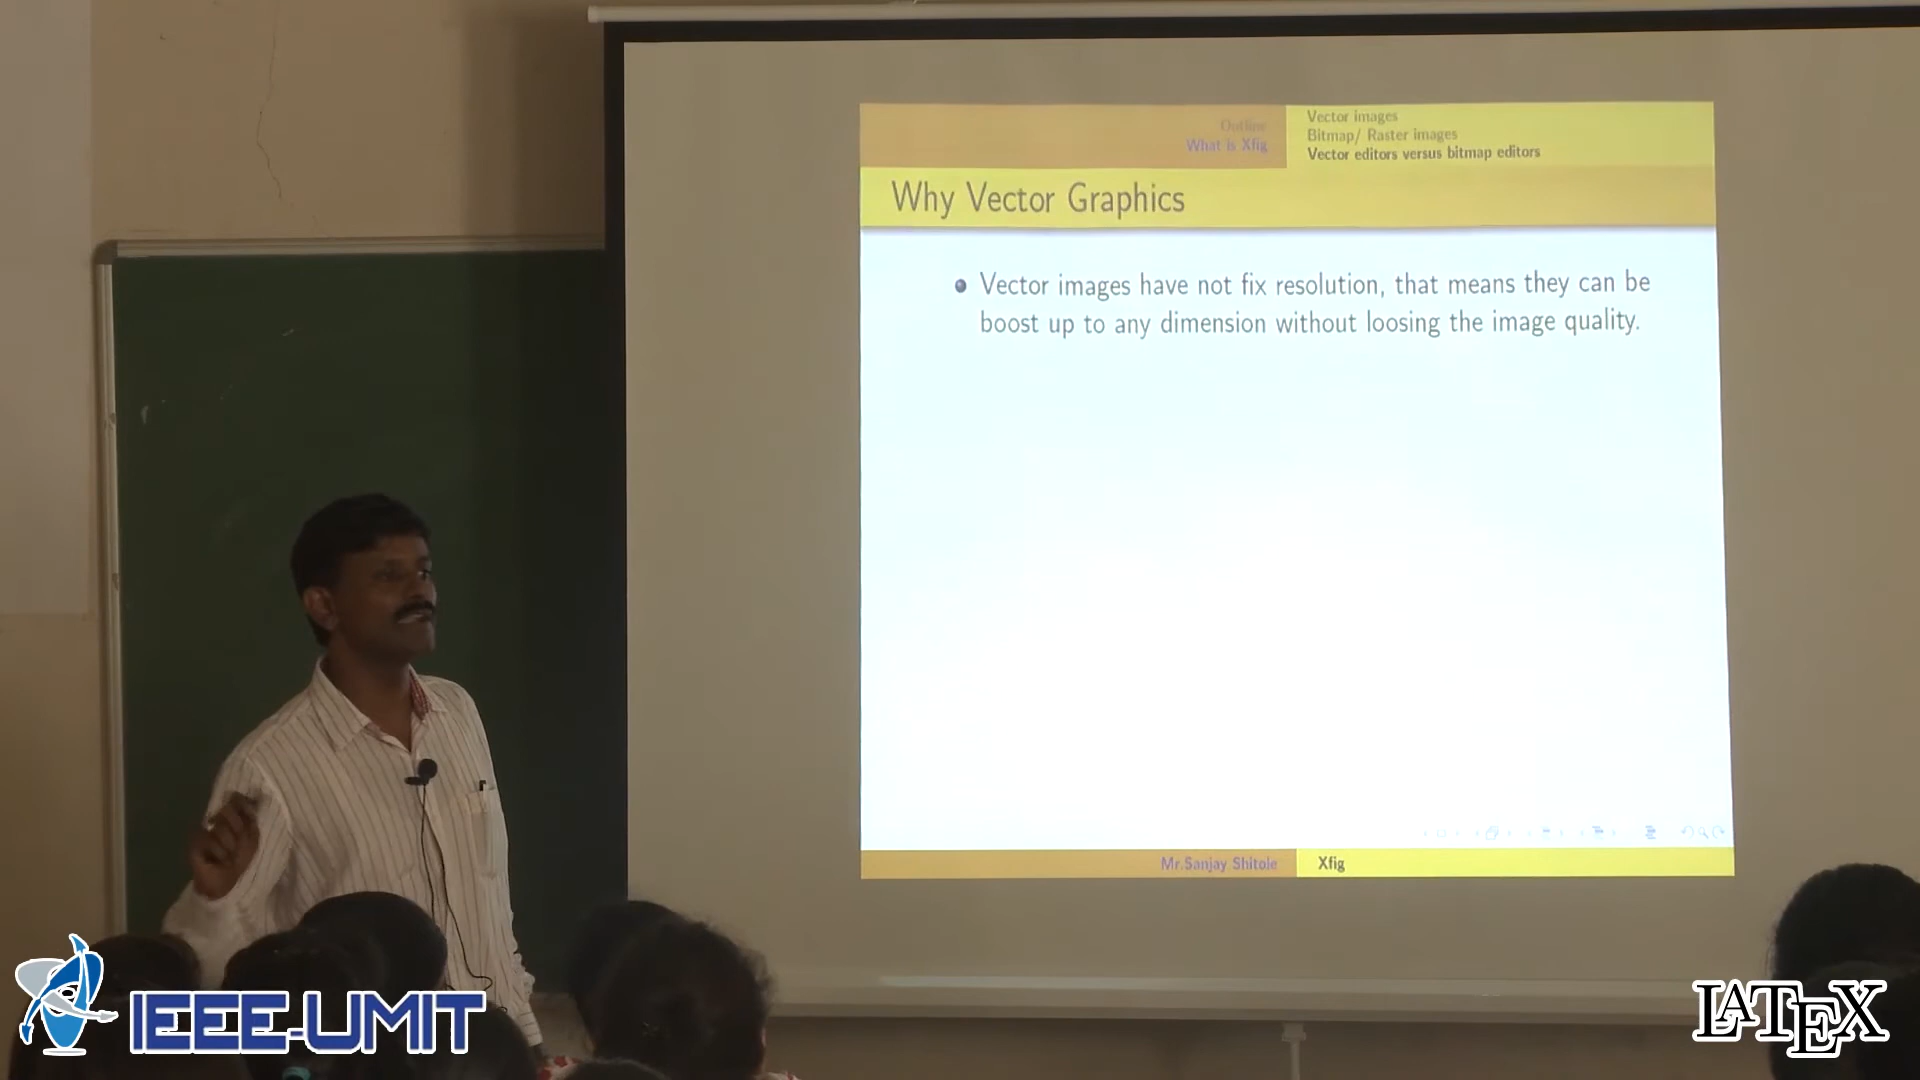 Outline
What is Xfig
Vector images
Bitmap/ Raster images
Vector editors versus bitmap editors
Why Vector Graphics
Vector images have not fix resolution, that means they can be
boost up to any dimension without loosing the image quality.
Mr.Sanjay Shitole
Xfig
IEEE-UMIT
LATEX